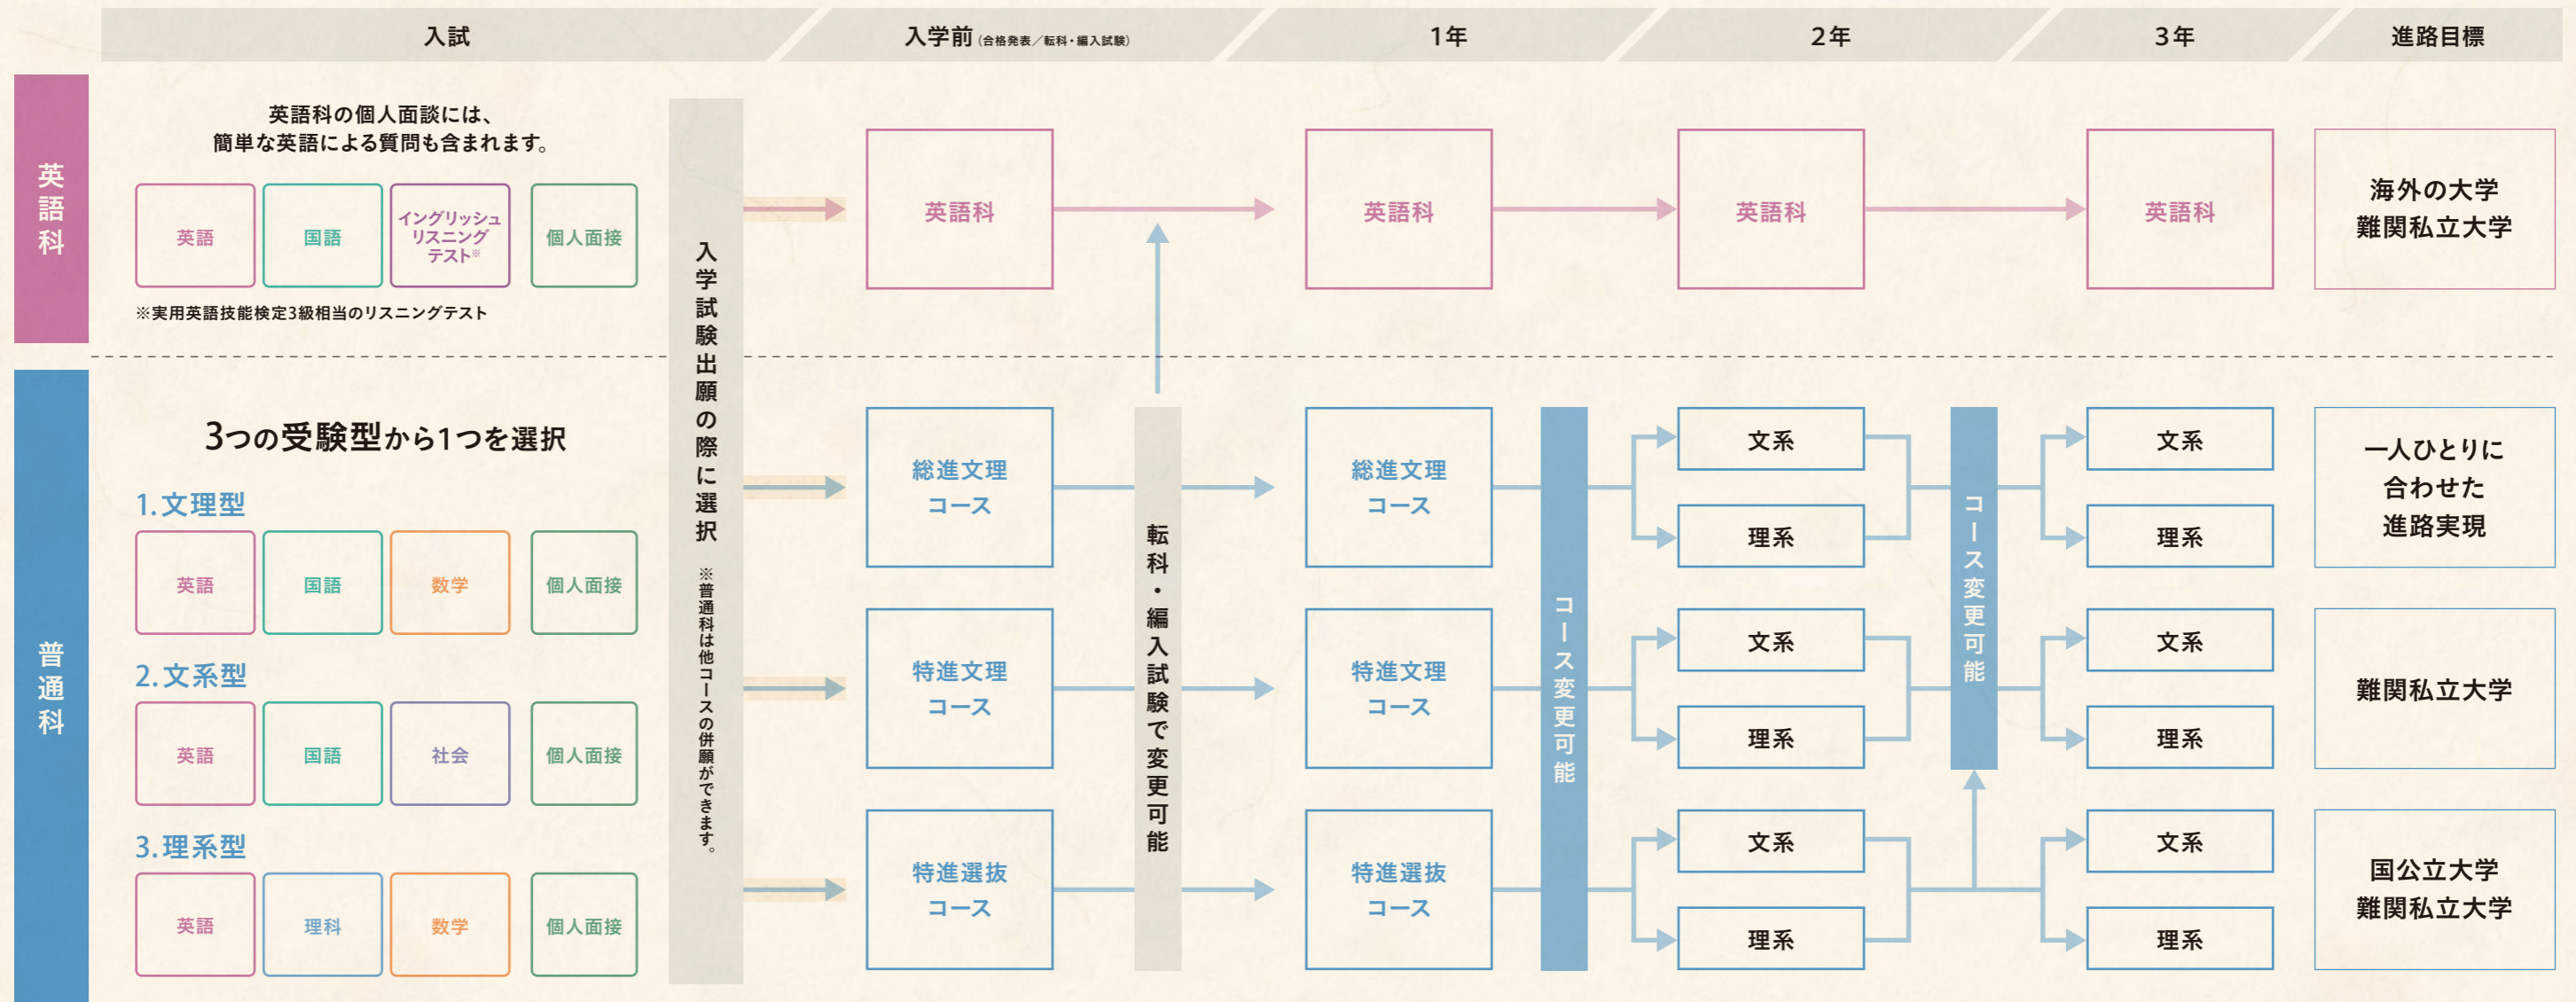 入試
入学前(合格発表／転科・編入試験)
1年
2年
3年
進路目標
英語科
英語科の個人面談には、
簡単な英語による質問も含まれます。
英語
国語
イングリッシュ
リスニング
テスト※
個人面接
※実用英語技能検定3級相当のリスニングテスト
入学試験出願の際に選択 ※普通科は他コースの併願ができます。
英語科
英語科
英語科
英語科
海外の大学
難関私立大学
普通科
3つの受験型から1つを選択
1.文理型
英語
国語
数学
個人面接
2.文系型
英語
国語
社会
個人面接
3.理系型
英語
理科
数学
個人面接
総進文理
コース
特進文理
コース
特進選抜
コース
転科・編入試験で変更可能
総進文理
コース
特進文理
コース
特進選抜
コース
コース変更可能
文系
理系
文系
理系
文系
理系
コース変更可能
文系
理系
文系
理系
文系
理系
一人ひとりに
合わせた
進路実現
難関私立大学
国公立大学
難関私立大学